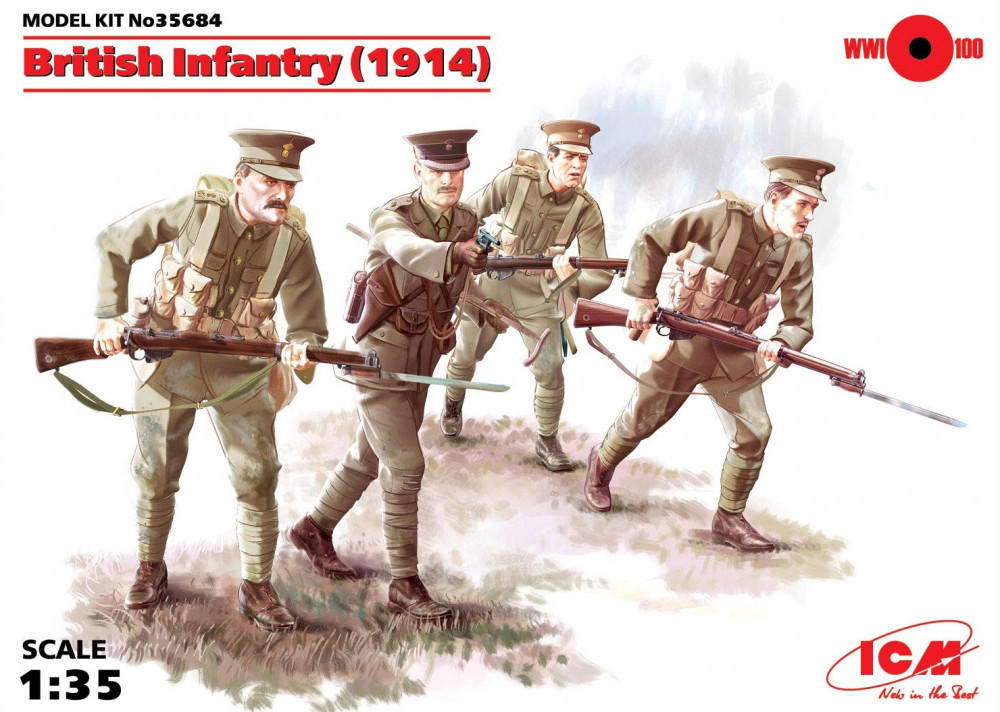 MODEL KIT No35684
British Infantry (1914)
WWI 100
SCALE
1:35
ICM
New in the Best